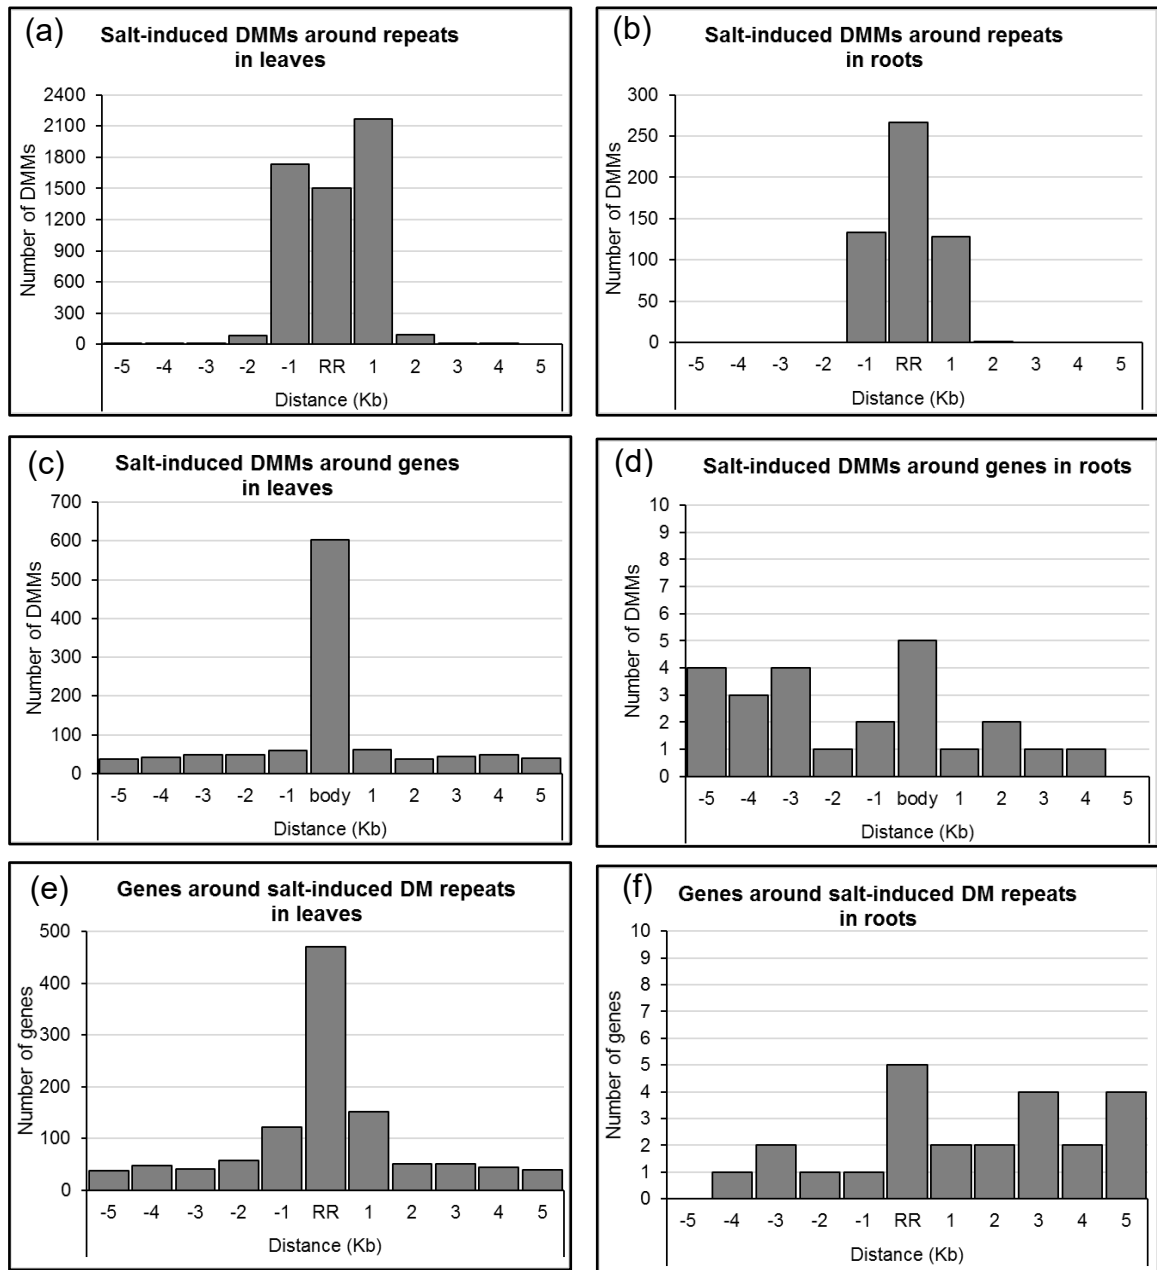 (a)
Salt-induced DMMs around repeats
in leaves
Number of DMMs
2400
2100
1800
1500
1200
900
600
300
0
-5 -4 -3 -2 -1 RR 1 2 3 4 5
Distance (Kb)
(b)
Salt-induced DMMs around repeats
in roots
Number of DMMs
300
250
200
150
100
50
0
-5 -4 -3 -2 -1 RR 1 2 3 4 5
Distance (Kb)
(c)
Salt-induced DMMs around genes
in leaves
Number of DMMs
700
600
500
400
300
200
100
0
-5 -4 -3 -2 -1 body 1 2 3 4 5
Distance (Kb)
(d)
Salt-induced DMMs around genes in roots
Number of DMMs
10
9
8
7
6
5
4
3
2
1
0
-5 -4 -3 -2 -1 body 1 2 3 4 5
Distance (Kb)
(e)
Genes around salt-induced DM repeats
in leaves
Number of genes
500
400
300
200
100
0
-5 -4 -3 -2 -1 RR 1 2 3 4 5
Distance (Kb)
(f)
Genes around salt-induced DM repeats
in roots
Number of genes
10
9
8
7
6
5
4
3
2
1
0
-5 -4 -3 -2 -1 RR 1 2 3 4 5
Distance (Kb)